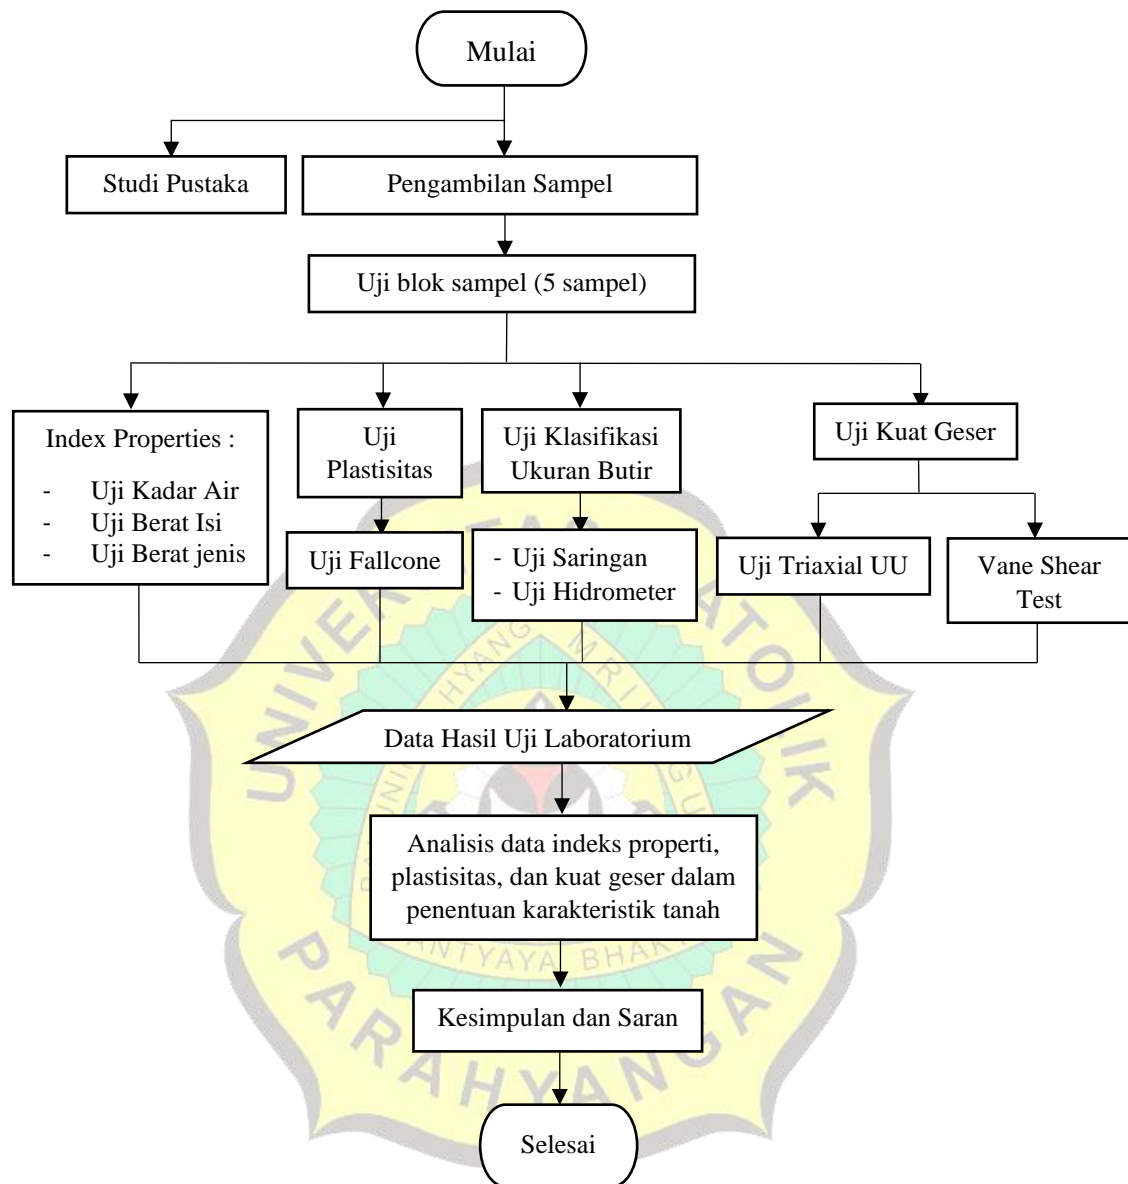 Mulai
Studi Pustaka
Pengambilan Sampel
Uji blok sampel (5 sampel)
Index Properties :
- Uji Kadar Air
- Uji Berat Isi
- Uji Berat jenis
Uji
Plastisitas
Uji Klasifikasi
Ukuran Butir
Uji Kuat Geser
Uji Fallcone
- Uji Saringan
- Uji Hidrometer
Uji Triaxial UU
Vane Shear
Test
Data Hasil Uji Laboratorium
Analisis data indeks properti,
plastisitas, dan kuat geser dalam
penentuan karakteristik tanah
Kesimpulan dan Saran
Selesai
PARAHYANGAN